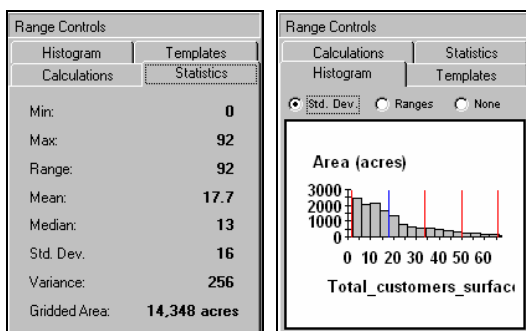 Range Controls
Histogram
Templates
Calculations
Statistics
Min: 0
Max: 92
Range: 92
Mean: 17.7
Median: 13
Std. Dev. 16
Variance: 256
Gridded Area: 14,348 acres
Range Controls
Calculations
Statistics
Histogram
Templates
Std. Dev. Ranges None
Area (acres)
3000
2000
1000
0
0 10 20 30 40 50 60
Total_customers_surface